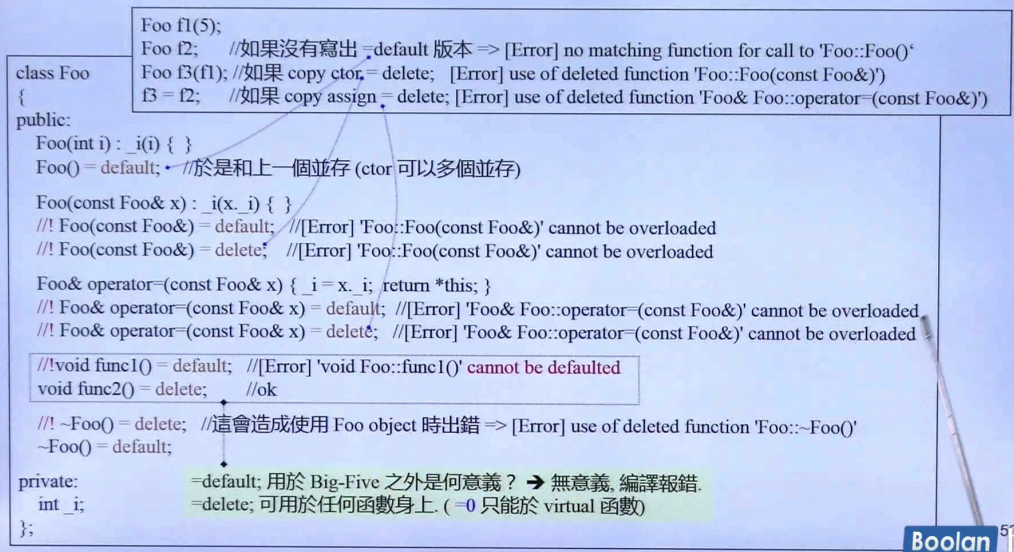 Foo f1(5);
Foo f2; //如果沒有寫出 =default 版本 => [Error] no matching function for call to 'Foo::Foo()'
Foo f3(f1); //如果 copy ctor = delete; [Error] use of deleted function 'Foo::Foo(const Foo&)')
f3 = f2; //如果 copy assign = delete; [Error] use of deleted function 'Foo& Foo::operator=(const Foo&)')
class Foo
{
public:
Foo(int i) : _i(i) { }
Foo() = default; //於是和上一個並存 (ctor 可以多個並存)
Foo(const Foo& x) : _i(x._i) { }
//! Foo(const Foo&) = default; //[Error] 'Foo::Foo(const Foo&)' cannot be overloaded
//! Foo(const Foo&) = delete; //[Error] 'Foo::Foo(const Foo&)' cannot be overloaded
Foo& operator=(const Foo& x) { _i = x._i; return *this; }
//! Foo& operator=(const Foo& x) = default; //[Error] 'Foo& Foo::operator=(const Foo&)' cannot be overloaded
//! Foo& operator=(const Foo& x) = delete; //[Error] 'Foo& Foo::operator=(const Foo&)' cannot be overloaded
//!void func1() = default; //[Error] 'void Foo::func1()' cannot be defaulted
void func2() = delete; //ok
//! ~Foo() = delete; //這會造成使用 Foo object 時出錯 => [Error] use of deleted function 'Foo::~Foo()'
~Foo() = default;
private:
int _i;
};
=default; 用於 Big-Five 之外是何意義？ ➔ 無意義, 編譯報錯.
=delete; 可用於任何函數身上. ( =0 只能於 virtual 函數)
Boolan